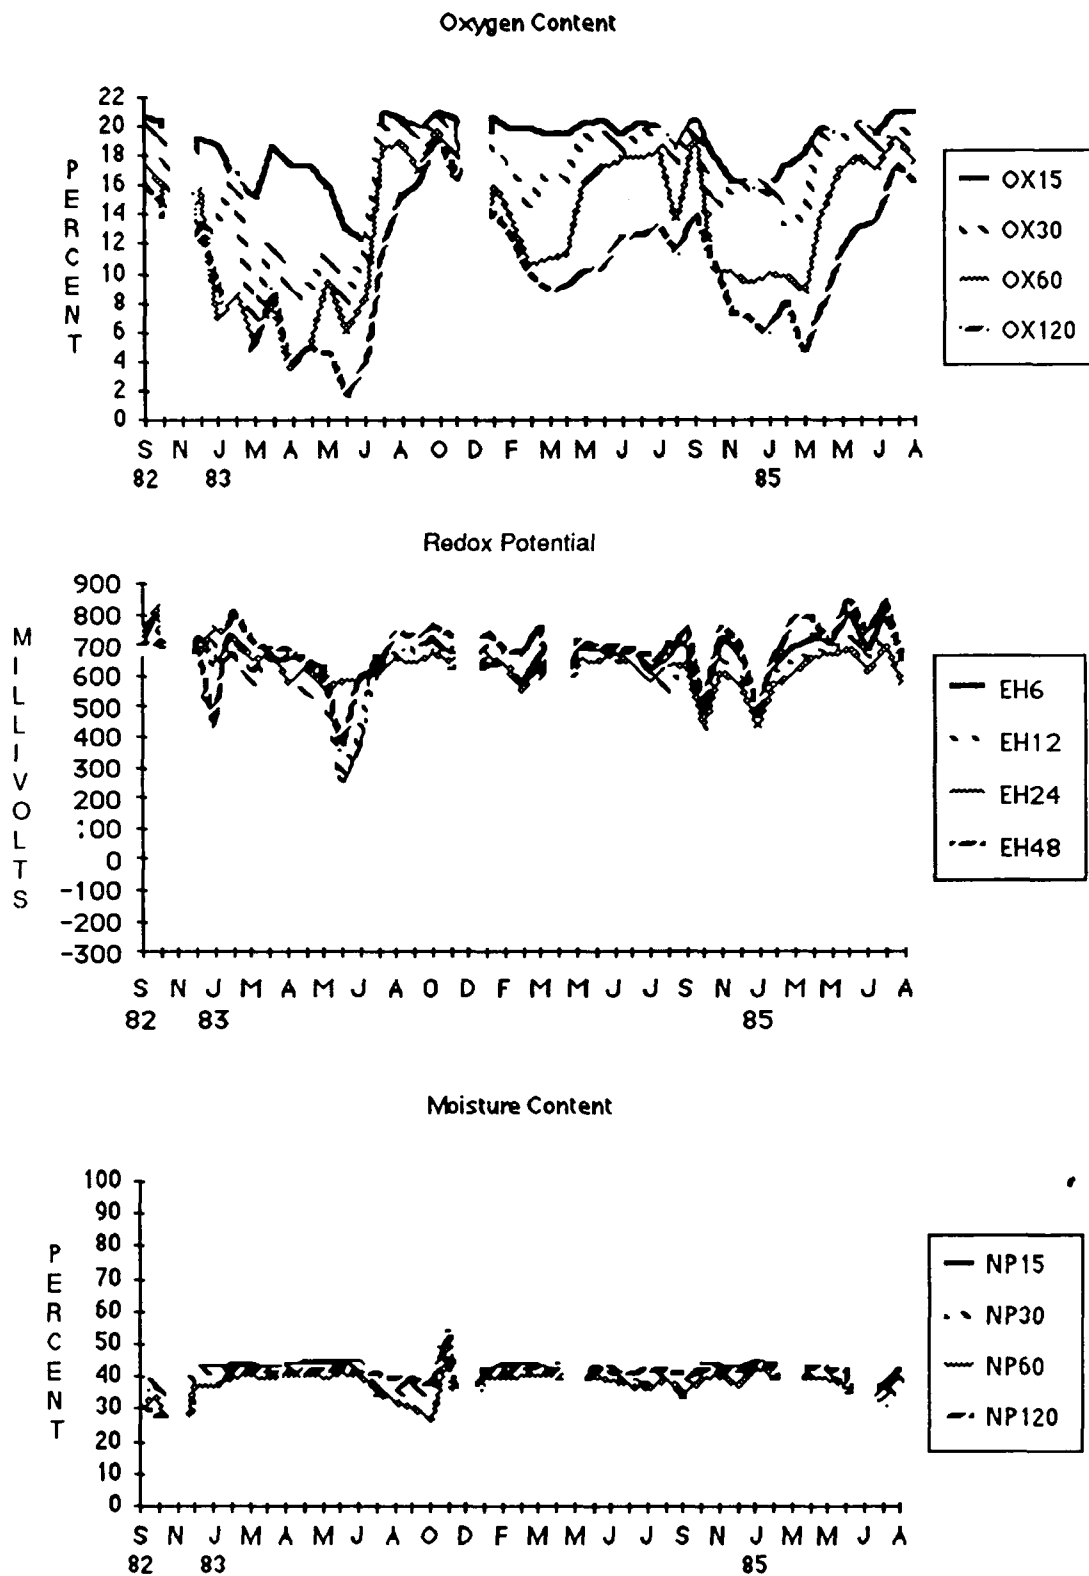 Oxygen Content
PERCENT
22
20
18
16
14
12
10
8
6
4
2
0
S N J M A M J A O D F M M J J S N J M M J A
82 83 85
OX15
OX30
OX60
OX120
Redox Potential
MILLIVOLTS
900
800
700
600
500
400
300
200
100
0
-100
-200
-300
S N J M A M J A O D F M M J J S N J M M J A
82 83 85
EH6
EH12
EH24
EH48
Moisture Content
PERCENT
100
90
80
70
60
50
40
30
20
10
0
S N J M A M J A O D F M M J J S N J M M J A
82 83 85
NP15
NP30
NP60
NP120